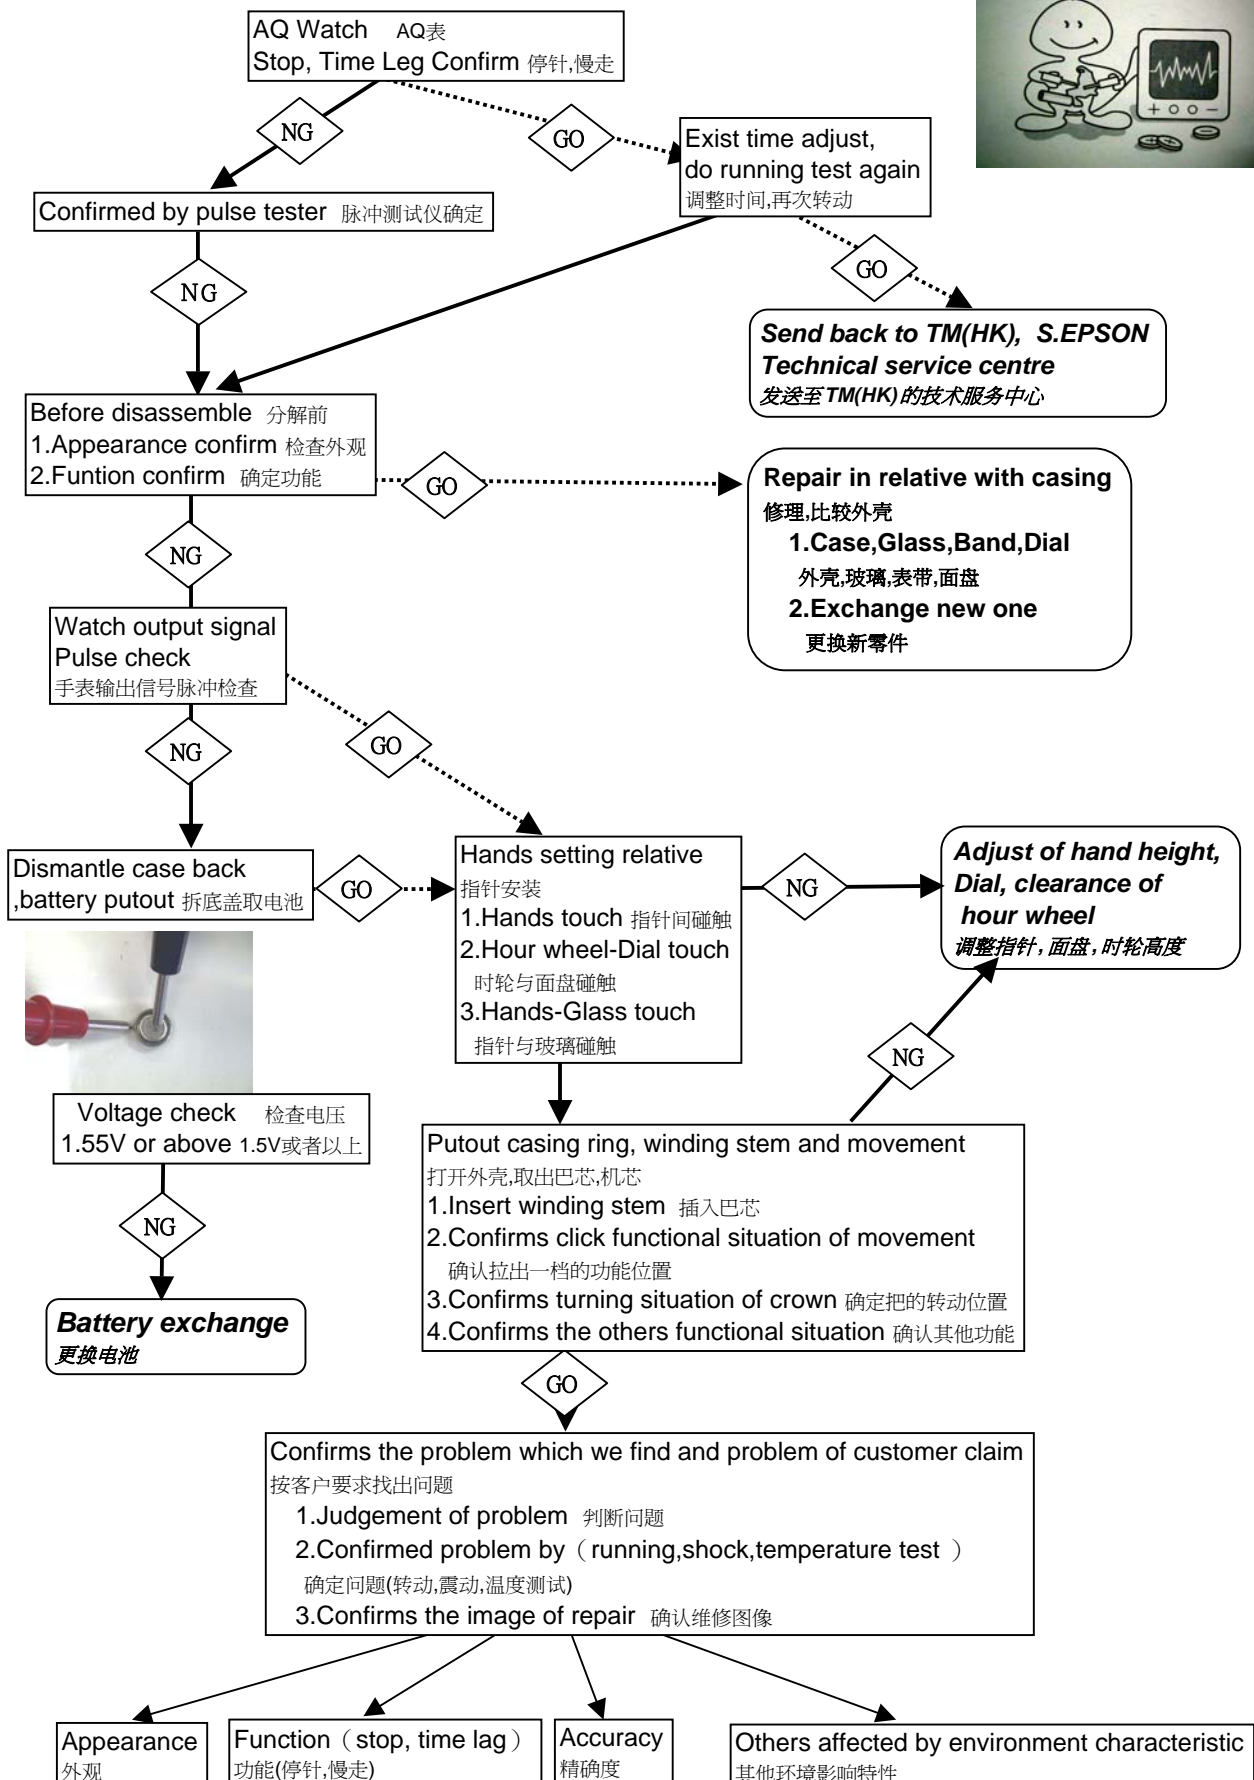 AQ Watch AQ表
Stop, Time Leg Confirm 停针,慢走
NG
GO
Exist time adjust,
do running test again
调整时间,再次转动
Confirmed by pulse tester 脉冲测试仪确定
NG
GO
Send back to TM(HK), S.EPSON
Technical service centre
发送至TM(HK)的技术服务中心
Before disassemble 分解前
1.Appearance confirm 检查外观
2.Funtion confirm 确定功能
GO
Repair in relative with casing
修理,比较外壳
1.Case,Glass,Band,Dial
外壳,玻璃,表带,面盘
2.Exchange new one
更换新零件
NG
Watch output signal
Pulse check
手表输出信号脉冲检查
NG
GO
Dismantle case back
,battery putout 拆底盖取电池
GO
Hands setting relative
指针安装
1.Hands touch 指针间碰触
2.Hour wheel-Dial touch
时轮与面盘碰触
3.Hands-Glass touch
指针与玻璃碰触
NG
Adjust of hand height,
Dial, clearance of
hour wheel
调整指针,面盘,时轮高度
NG
Voltage check 检查电压
1.55V or above 1.5V或者以上
NG
Battery exchange
更换电池
Putout casing ring, winding stem and movement
打开外壳,取出巴芯,机芯
1.Insert winding stem 插入巴芯
2.Confirms click functional situation of movement
确认拉出一档的功能位置
3.Confirms turning situation of crown 确定把的转动位置
4.Confirms the others functional situation 确认其他功能
GO
Confirms the problem which we find and problem of customer claim
按客户要求找出问题
1.Judgement of problem 判断问题
2.Confirmed problem by（running,shock,temperature test ）
确定问题(转动,震动,温度测试)
3.Confirms the image of repair 确认维修图像
Appearance
外观
Function（stop, time lag）
功能(停针,慢走)
Accuracy
精确度
Others affected by environment characteristic
其他环境影响特性